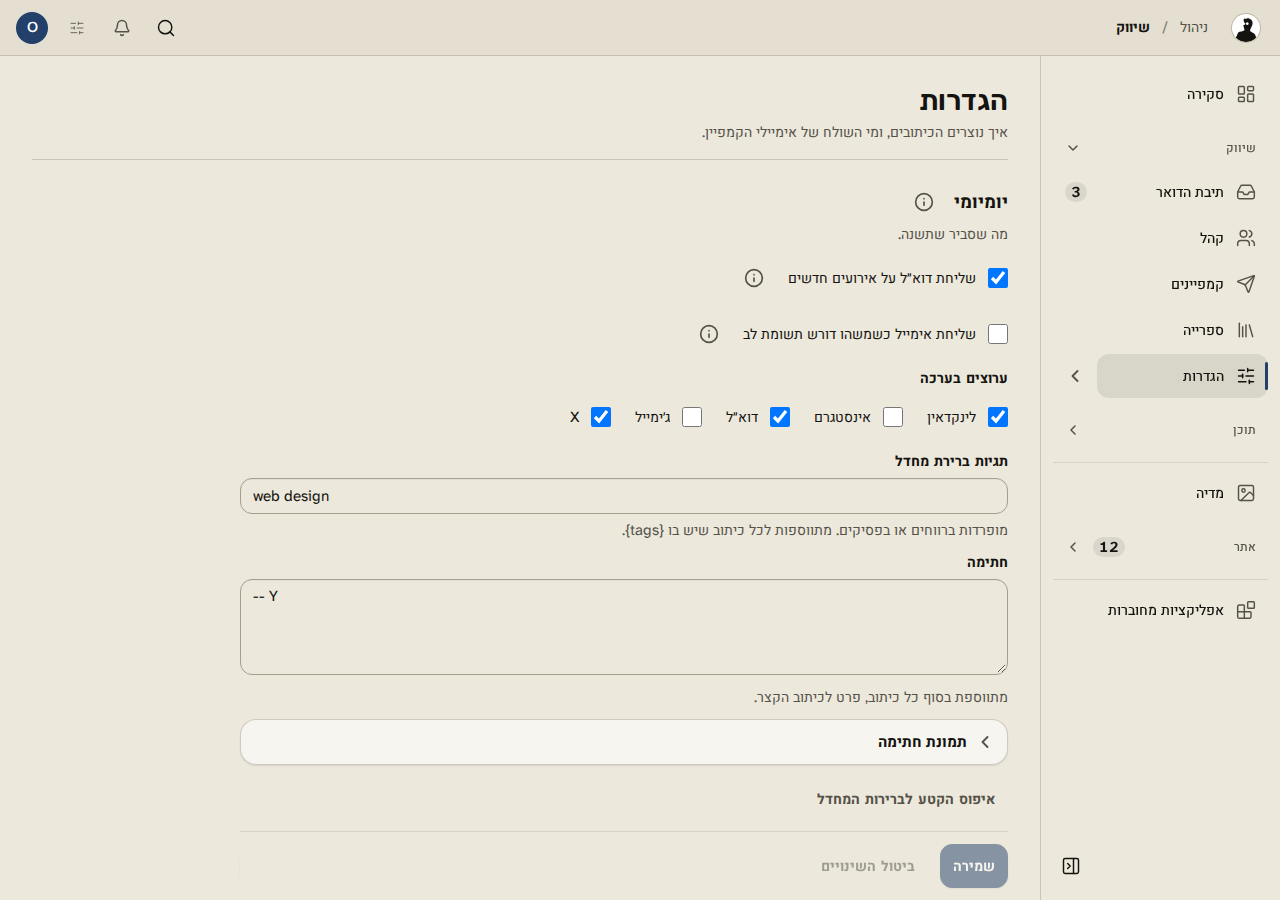 ניהול / שיווק
O
סקירה
שיווק
תיבת הדואר 3
קהל
קמפיינים
ספרייה
הגדרות
תוכן
מדיה
אתר 12
אפליקציות מחוברות
הגדרות
איך נוצרים הכיתובים, ומי השולח של אימיילי הקמפיין.
יומיומי
מה שסביר שתשנה.
שליחת דוא״ל על אירועים חדשים
שליחת אימייל כשמשהו דורש תשומת לב
ערוצים בערכה
לינקדאין אינסטגרם דוא״ל ג׳ימייל X
תגיות ברירת מחדל
web design
מופרדות ברווחים או בפסיקים. מתווספות לכל כיתוב שיש בו {tags}.
חתימה
-- Y
מתווספת בסוף כל כיתוב, פרט לכיתוב הקצר.
תמונת חתימה
איפוס הקטע לברירות המחדל
שמירה ביטול השינויים